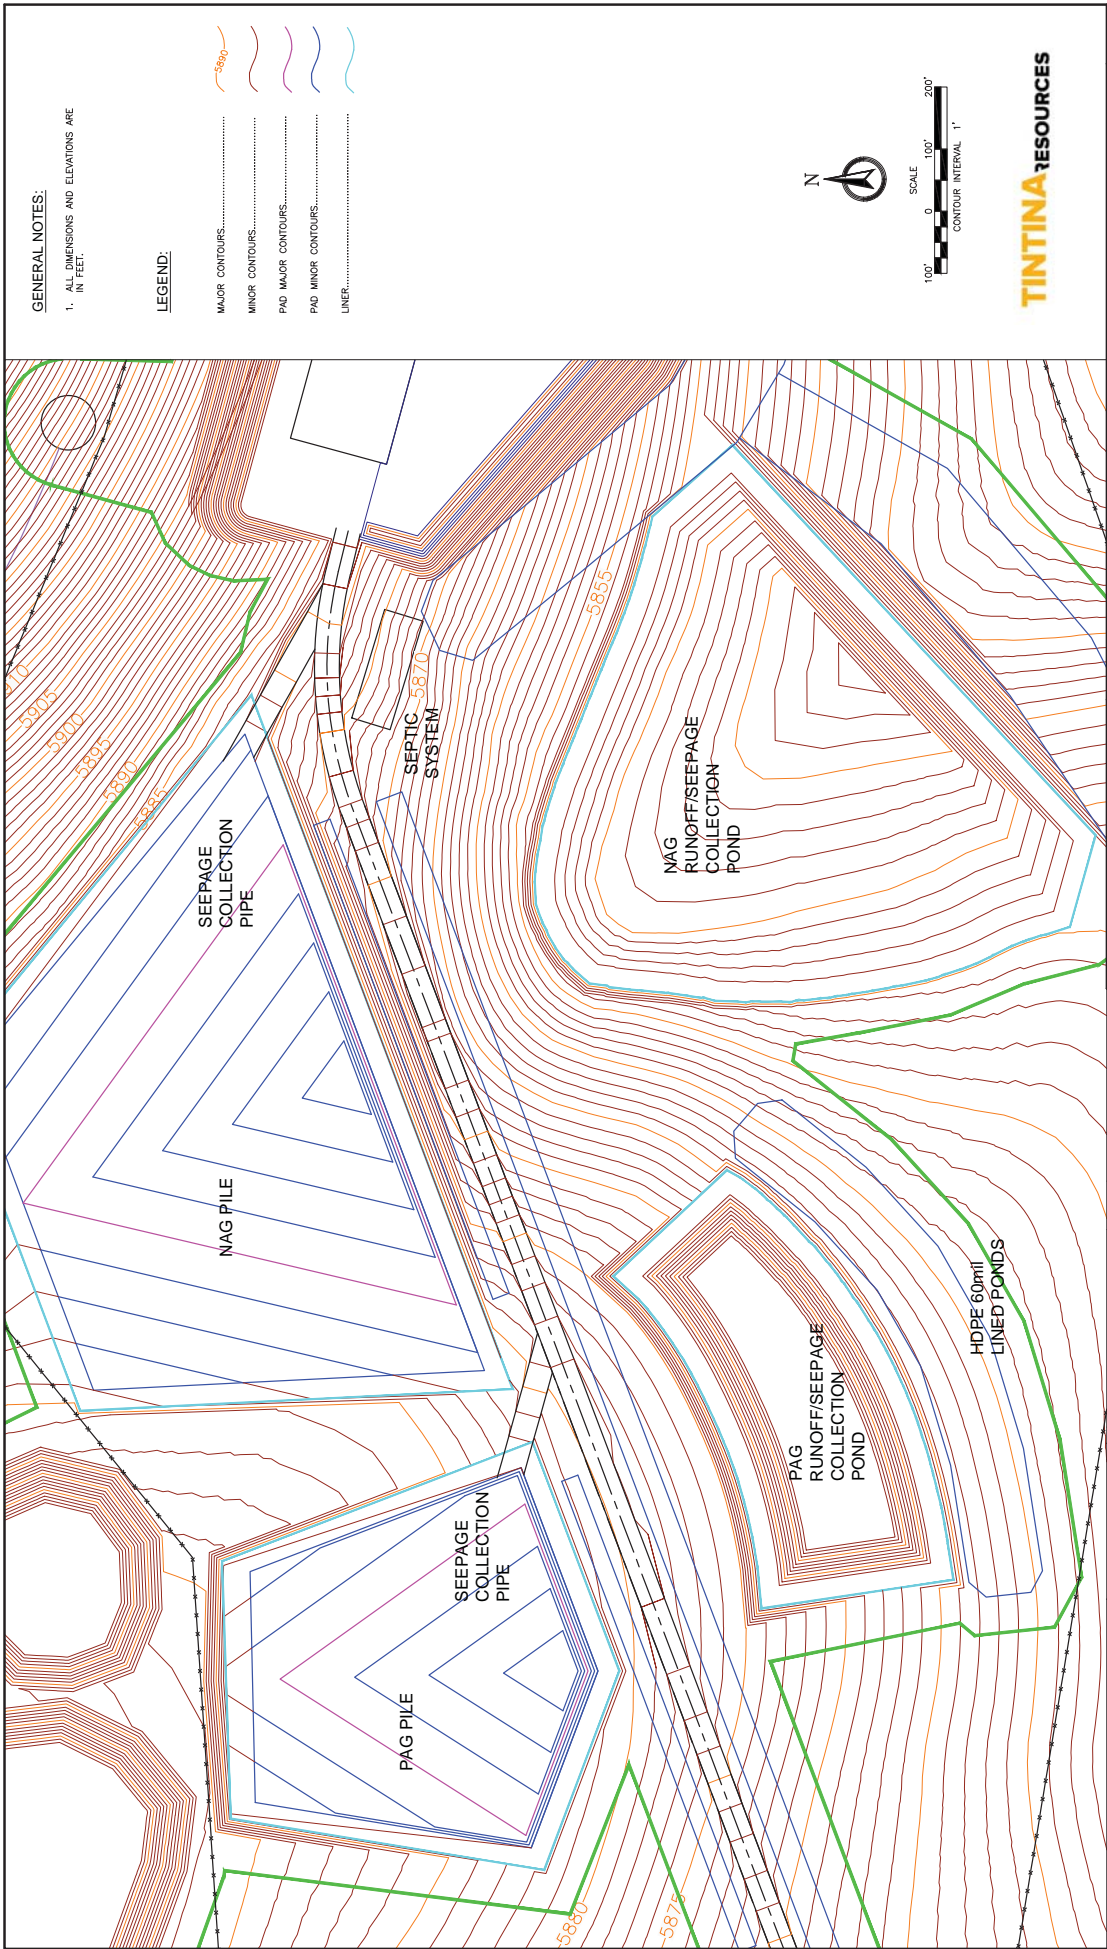 GENERAL NOTES:
1. ALL DIMENSIONS AND ELEVATIONS ARE
IN FEET.
LEGEND:
MAJOR CONTOURS
5890
MINOR CONTOURS
PAD MAJOR CONTOURS
PAD MINOR CONTOURS
LINER
N
SCALE
100' 0 100' 200'
CONTOUR INTERVAL 1'
TINTINA RESOURCES
5905
5900
5895
5890
5885
SEEPAGE
COLLECTION
PIPE
NAG PILE
SEPTIC
SYSTEM
5870
5855
NAG
RUNOFF/SEEPAGE
COLLECTION
POND
SEEPAGE
COLLECTION
PIPE
PAG PILE
PAG
RUNOFF/SEEPAGE
COLLECTION
POND
HDPE 60mil
LINED PONDS
5880
5875